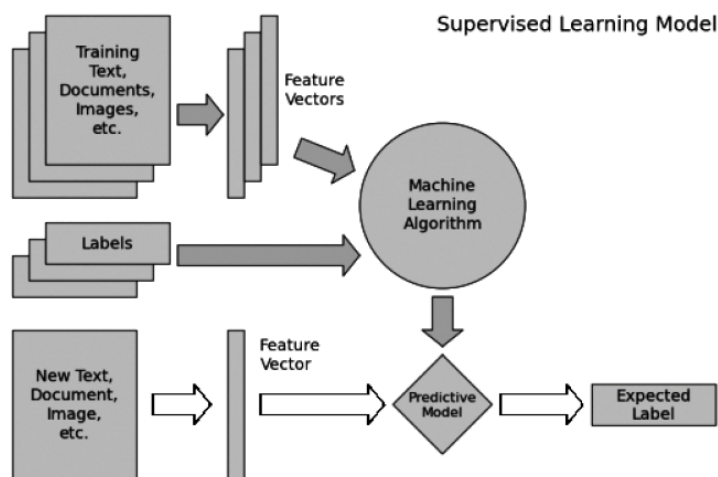 Supervised Learning Model
Training
Text,
Documents,
Images,
etc.
Feature
Vectors
Machine
Learning
Algorithm
Labels
New Text,
Document,
Image,
etc.
Feature
Vector
Predictive
Model
Expected
Label